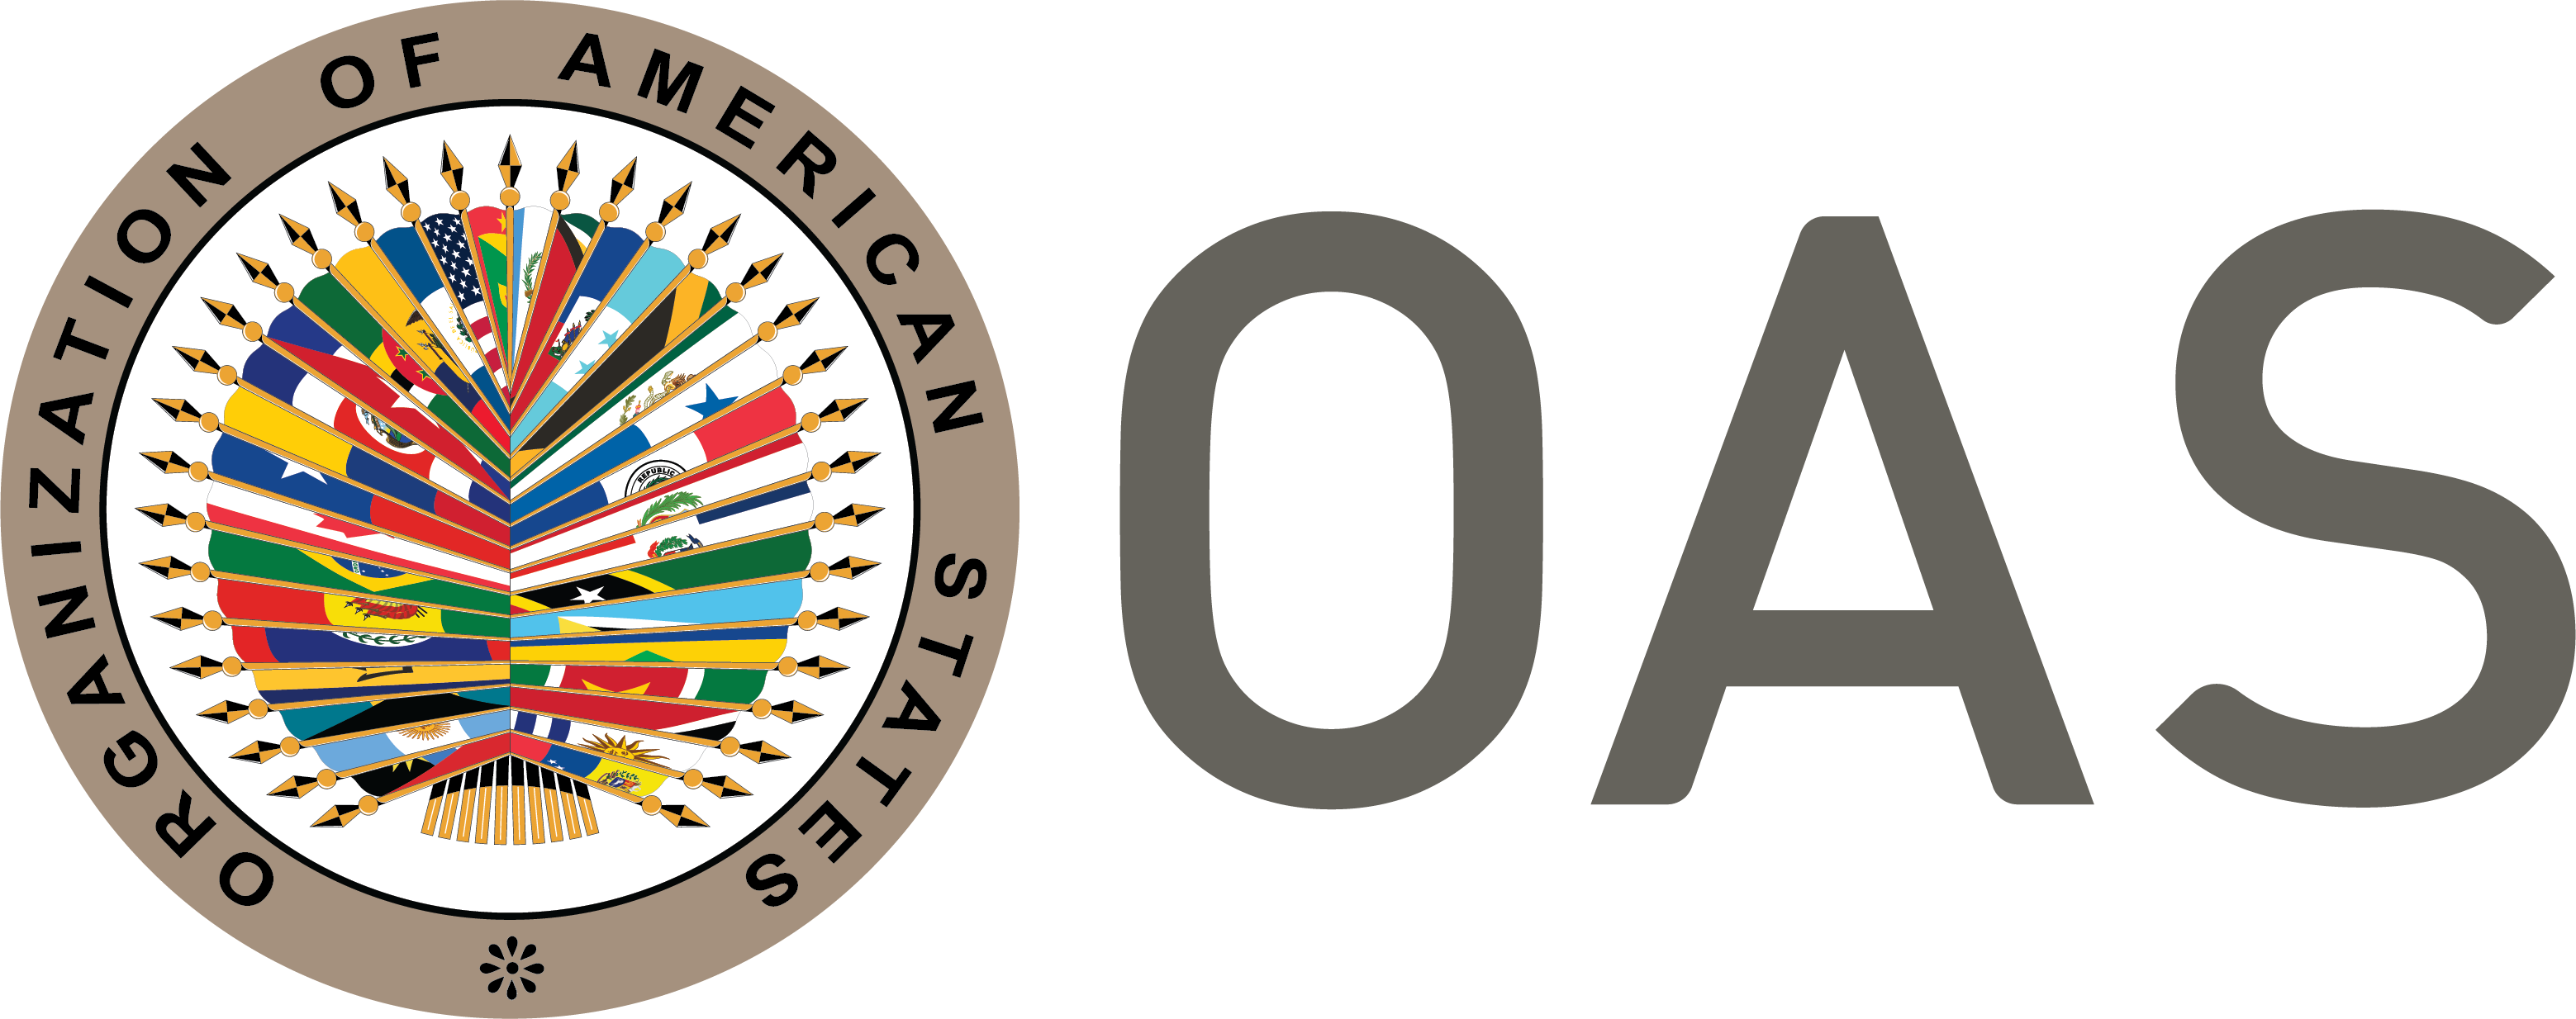 ORGANIZATION OF AMERICAN STATES
OAS
REPUBLIC